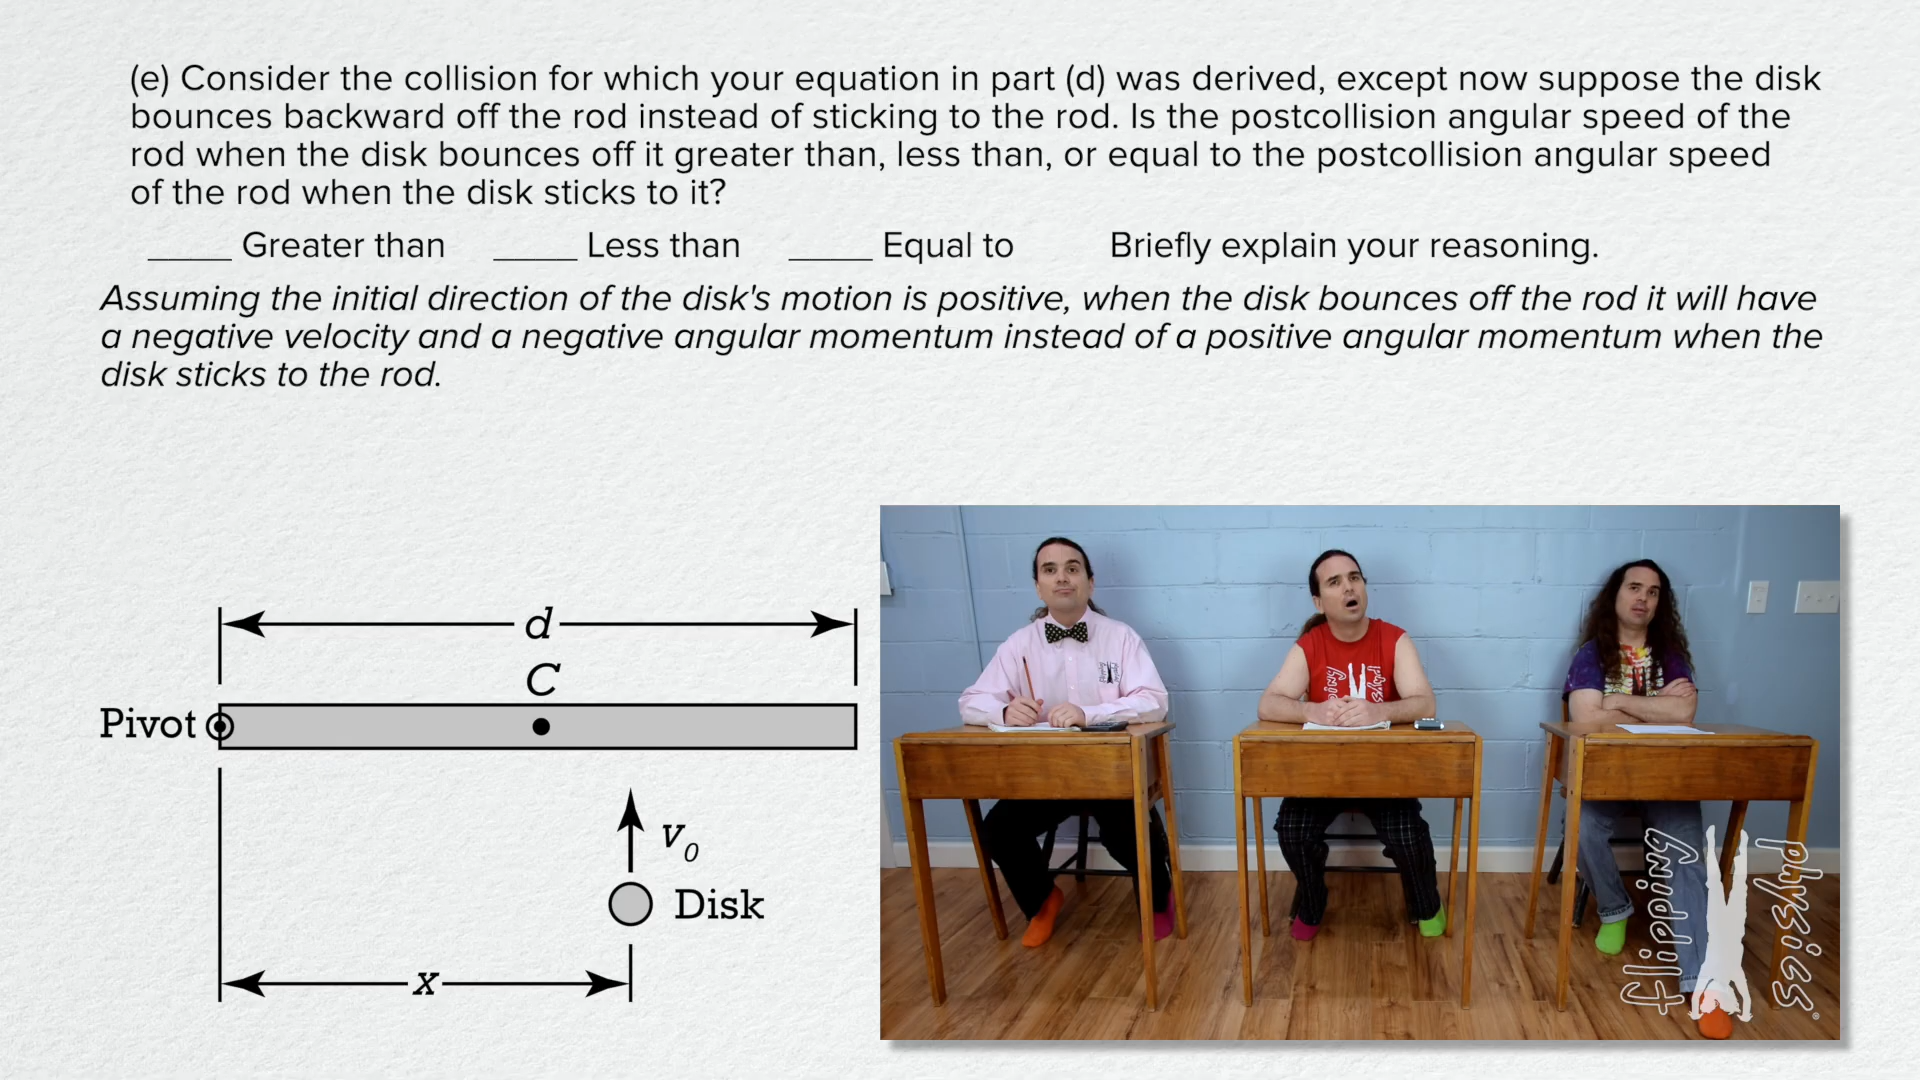 (e) Consider the collision for which your equation in part (d) was derived, except now suppose the disk
bounces backward off the rod instead of sticking to the rod. Is the postcollision angular speed of the
rod when the disk bounces off it greater than, less than, or equal to the postcollision angular speed
of the rod when the disk sticks to it?
_____ Greater than _____ Less than _____ Equal to Briefly explain your reasoning.
Assuming the initial direction of the disk's motion is positive, when the disk bounces off the rod it will have
a negative velocity and a negative angular momentum instead of a positive angular momentum when the
disk sticks to the rod.
d
C
Pivot
v0
Disk
x
flipping
physics